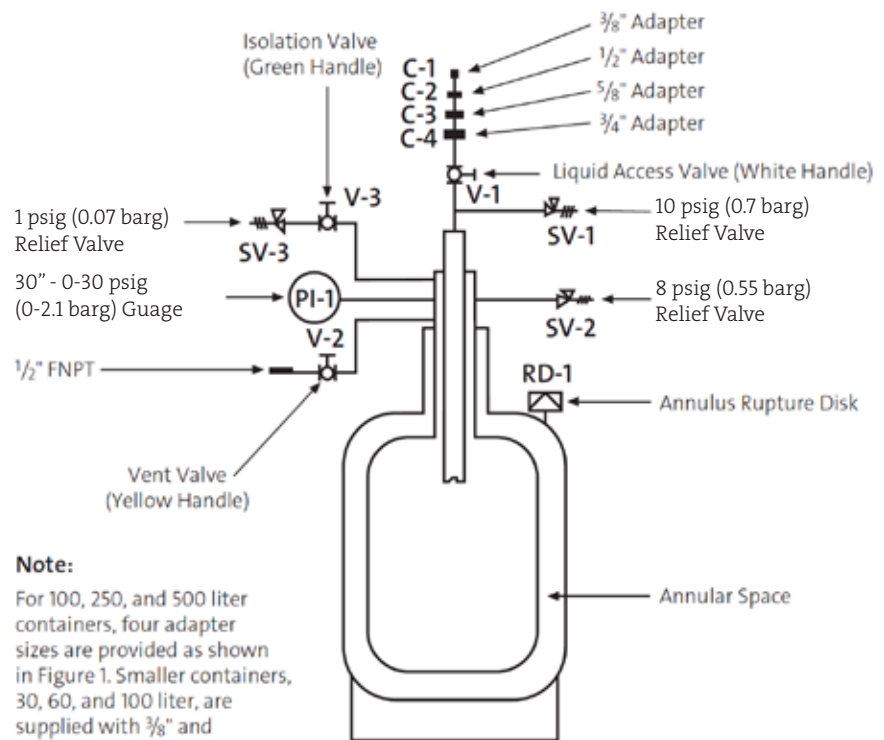 3/8" Adapter
Isolation Valve
(Green Handle)
C-1
1/2" Adapter
C-2
5/8" Adapter
C-3
3/4" Adapter
C-4
Liquid Access Valve (White Handle)
V-3
V-1
1 psig (0.07 barg)
Relief Valve
10 psig (0.7 barg)
Relief Valve
SV-3
SV-1
30” - 0-30 psig
(0-2.1 barg) Guage
PI-1
8 psig (0.55 barg)
Relief Valve
V-2
SV-2
1/2" FNPT
RD-1
Annulus Rupture Disk
Vent Valve
(Yellow Handle)
Note:
For 100, 250, and 500 liter
containers, four adapter
sizes are provided as shown
in Figure 1. Smaller containers,
30, 60, and 100 liter, are
supplied with 3/8" and
Annular Space